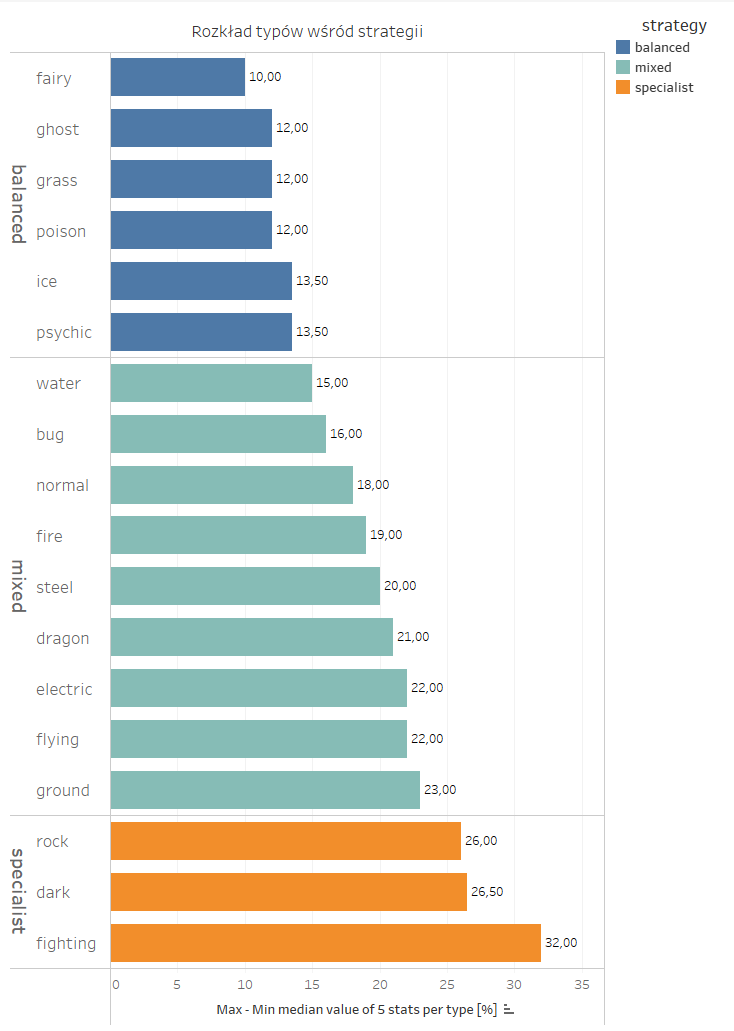 Rozkład typów wśród strategii
strategy
balanced
mixed
specialist
balanced
fairy 10,00
ghost 12,00
grass 12,00
poison 12,00
ice 13,50
psychic 13,50
mixed
water 15,00
bug 16,00
normal 18,00
fire 19,00
steel 20,00
dragon 21,00
electric 22,00
flying 22,00
ground 23,00
specialist
rock 26,00
dark 26,50
fighting 32,00
0 5 10 15 20 25 30 35
Max - Min median value of 5 stats per type [%]